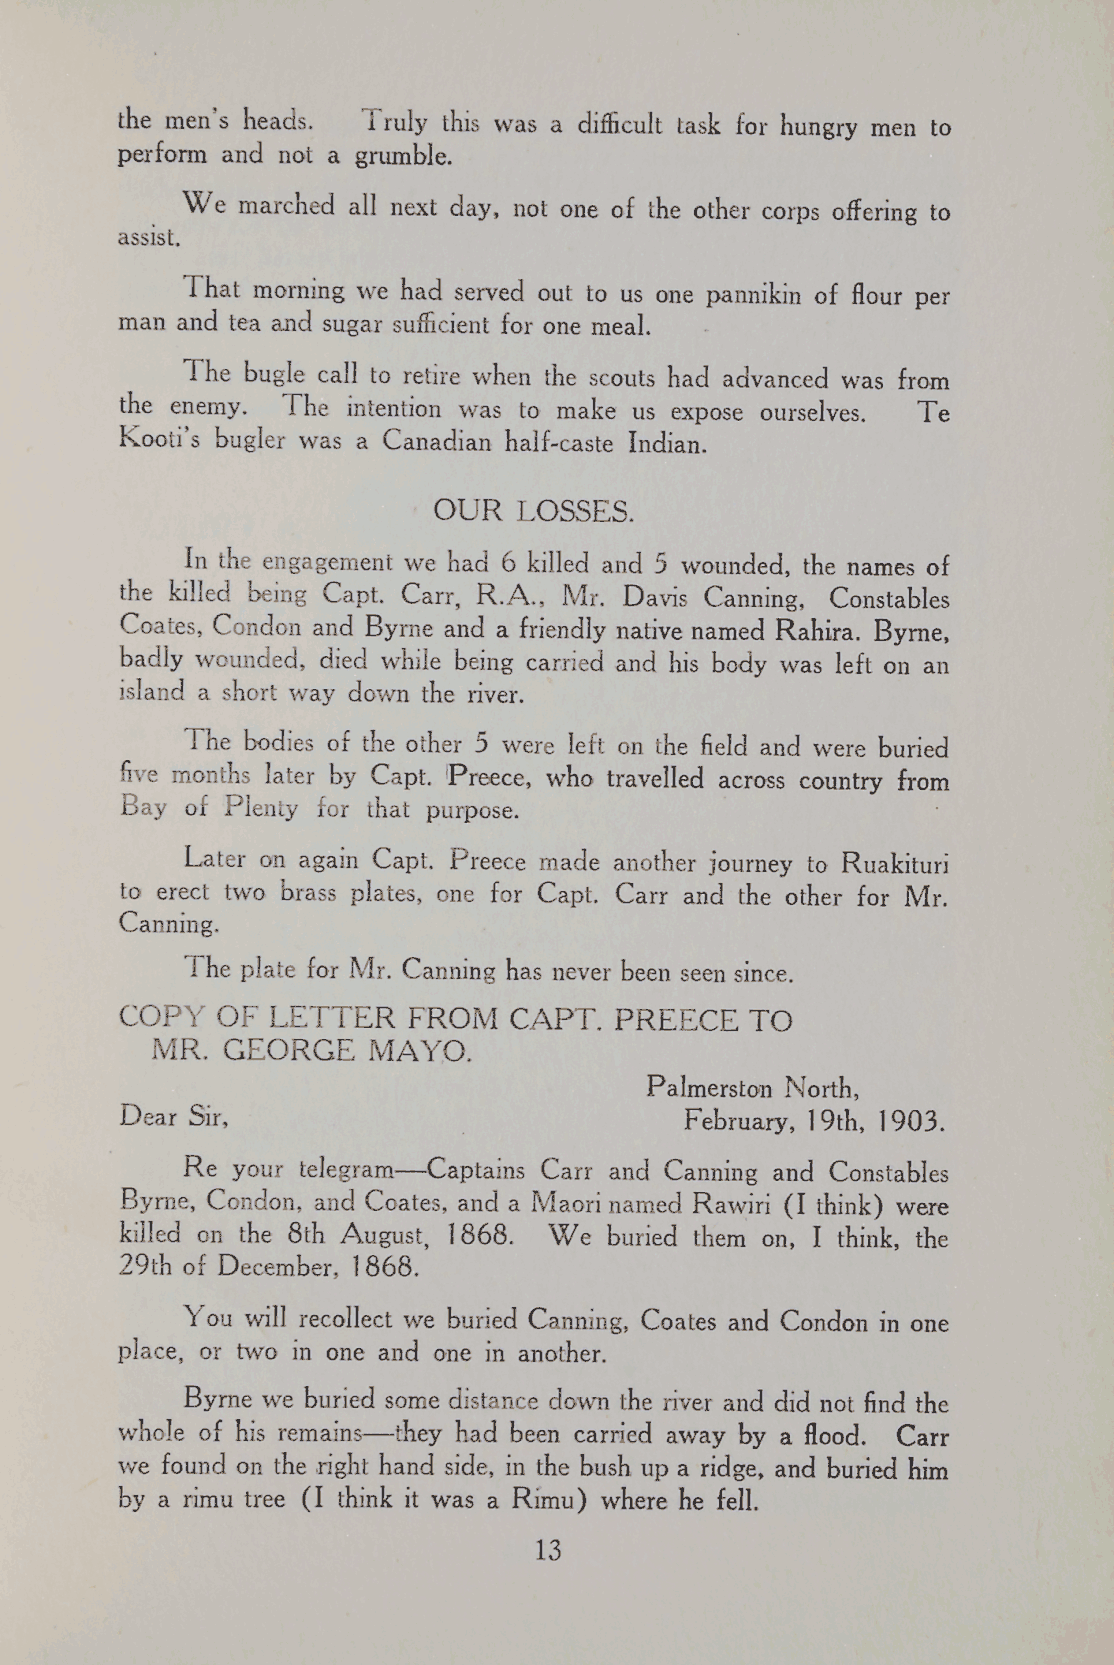 the men's heads. Truly this was a difficult task for hungry men to
perform and not a grumble.
We marched all next day, not one of the other corps offering to
assist.
That morning we had served out to us one pannikin of flour per
man and tea and sugar sufficient for one meal.
The bugle call to retire when the scouts had advanced was from
the enemy. The intention was to make us expose ourselves. Te
Kooti's bugler was a Canadian half-caste Indian.
OUR LOSSES.
In the engagement we had 6 killed and 5 wounded, the names of
the killed being Capt. Carr, R.A., Mr. Davis Canning, Constables
Coates, Condon and Byrne and a friendly native named Rahira. Byrne,
badly wounded, died while being carried and his body was left on an
island a short way down the river.
The bodies of the other 5 were left on the field and were buried
five months later by Capt. Preece, who travelled across country from
Bay of Plenty for that purpose.
Later on again Capt. Preece made another journey to Ruakituri
to erect two brass plates, one for Capt. Carr and the other for Mr.
Canning.
The plate for Mr. Canning has never been seen since.
COPY OF LETTER FROM CAPT. PREECE TO
MR. GEORGE MAYO.
Palmerston North,
Dear Sir, February, 19th, 1903.
Re your telegram—Captains Carr and Canning and Constables
Byrne, Condon, and Coates, and a Maori named Rawiri (I think) were
killed on the 8th August, 1868. We buried them on, I think, the
29th of December, 1868.
You will recollect we buried Canning, Coates and Condon in one
place, or two in one and one in another.
Byrne we buried some distance down the river and did not find the
whole of his remains—they had been carried away by a flood. Carr
we found on the right hand side, in the bush up a ridge, and buried him
by a rimu tree (I think it was a Rimu) where he fell.
13